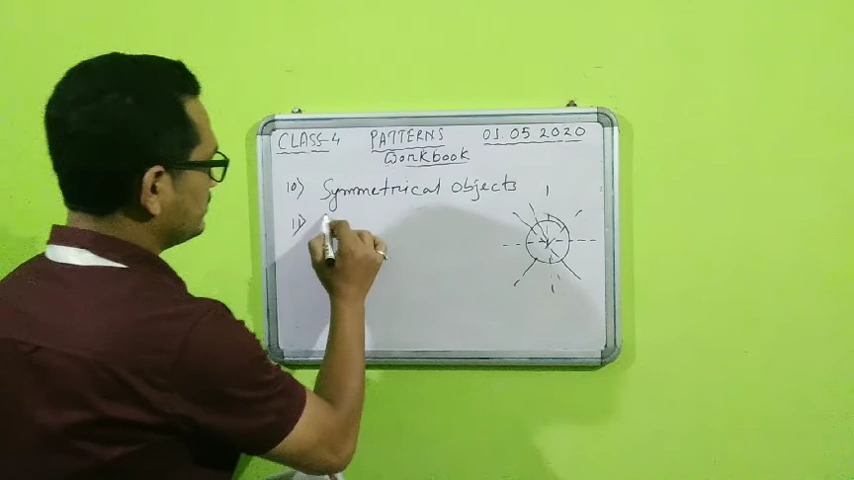 CLASS-4 PATTERNS 01.05.2020
Workbook
10) Symmetrical Objects
11)